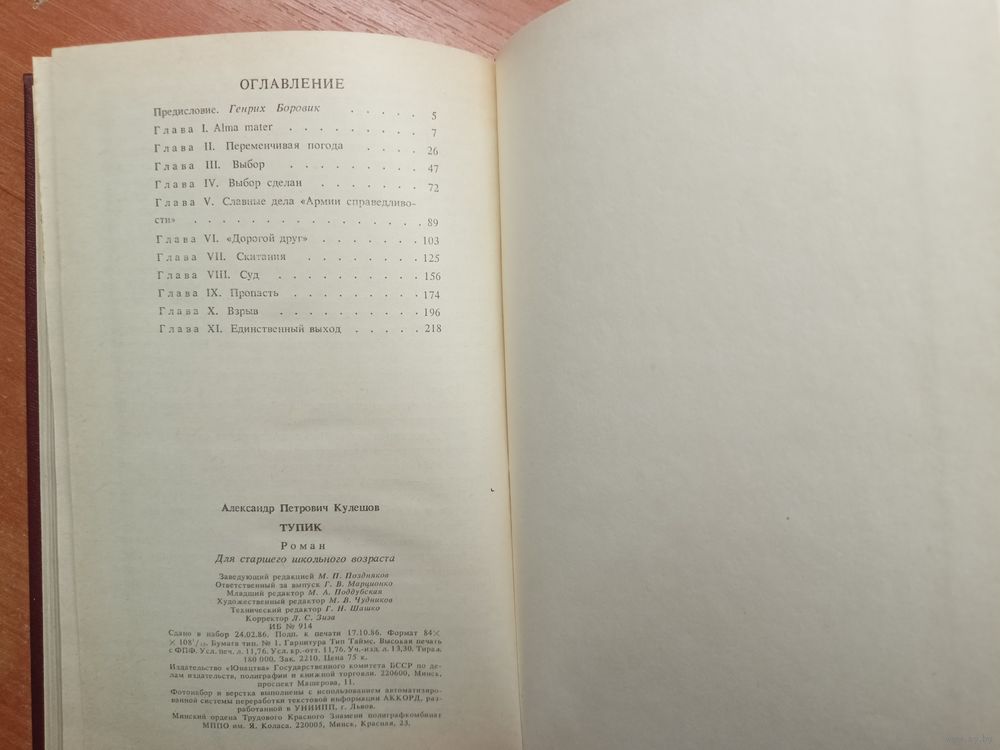 ОГЛАВЛЕНИЕ
Предисловие. Генрих Боровик . . . . . 5
Глава I. Alma mater . . . . . . . . . 7
Глава II. Переменчивая погода . . . . 26
Глава III. Выбор . . . . . . . . 47
Глава IV. Выбор сделан . . . . . . . 72
Глава V. Славные дела «Армии справедливо-
сти» . . . . . . . . . . . . . . . . 89
Глава VI. «Дорогой друг» . . . . . . . 103
Глава VII. Скитания . . . . . . . . 125
Глава VIII. Суд . . . . . . . . . . 156
Глава IX. Пропасть . . . . . . . . . 174
Глава X. Взрыв . . . . . . . . . . 196
Глава XI. Единственный выход . . . . . 218
Александр Петрович Кулешов
ТУПИК
Роман
Для старшего школьного возраста
Заведующий редакцией М. П. Поздняков
Ответственный за выпуск Г. В. Марционко
Младший редактор М. А. Поддубская
Художественный редактор М. В. Чудников
Технический редактор Г. Н. Шашко
Корректор Л. С. Зиза
ИБ № 914
Сдано в набор 24.02.86. Подп. к печати 17.10.86. Формат 84×
× 108¹/₃₂. Бумага тип. № 1. Гарнитура Тип Таймс. Высокая печать
с ФПФ. Усл. печ. л. 11,76. Усл. кр.-отт. 11,76. Уч.-изд. л. 13,30. Тираж
180 000. Зак. 2210. Цена 75 к.
Издательство «Юнацтва» Государственного комитета БССР по де-
лам издательств, полиграфии и книжной торговли. 220600, Минск,
проспект Машерова, 11.
Фотонабор и верстка выполнены с использованием автоматизиро-
ванной системы переработки текстовой информации АККОРД, раз-
работанной в УНИИПП, г. Львов.
Минский ордена Трудового Красного Знамени полиграфкомбинат
МППО им. Я. Коласа. 220005, Минск, Красная, 23.